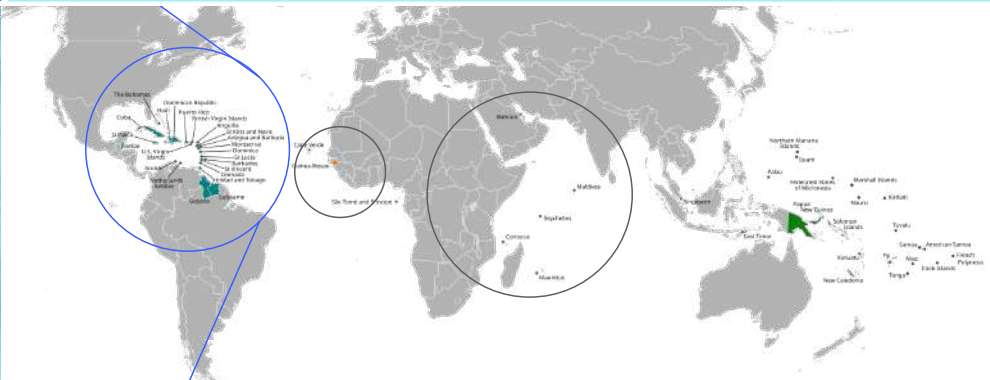 The Bahamas
Cuba
Haiti
Dominican Republic
Puerto Rico
British Virgin Islands
Anguilla
St Kitts and Nevis
Antigua and Barbuda
Montserrat
Dominica
St Lucia
Barbados
St Vincent
Grenada
Trinidad and Tobago
U.S. Virgin
Islands
Aruba
Netherlands
Antilles
Guyana
Suriname
Cape Verde
Guinea-Bissau
São Tomé and Príncipe
Bahrain
Maldives
Seychelles
Comoros
Mauritius
Singapore
East Timor
Northern Mariana
Islands
Guam
Palau
Federated States
of Micronesia
Marshall Islands
Nauru
Kiribati
Papua
New Guinea
Solomon
Islands
Tuvalu
Vanuatu
Fiji
Samoa
American Samoa
Niue
French
Polynesia
Cook Islands
Tonga
New Caledonia